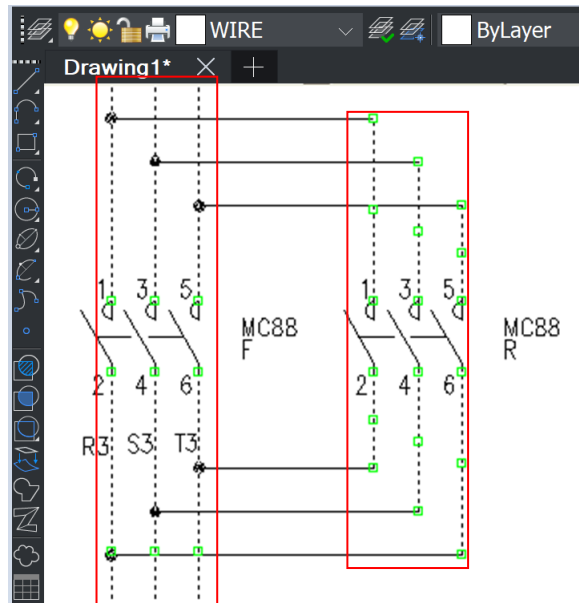 WIRE ByLayer
Drawing1*
1 3 5 1 3 5
MC88
F
MC88
R
2 4 6 2 4 6
R3 S3 T3